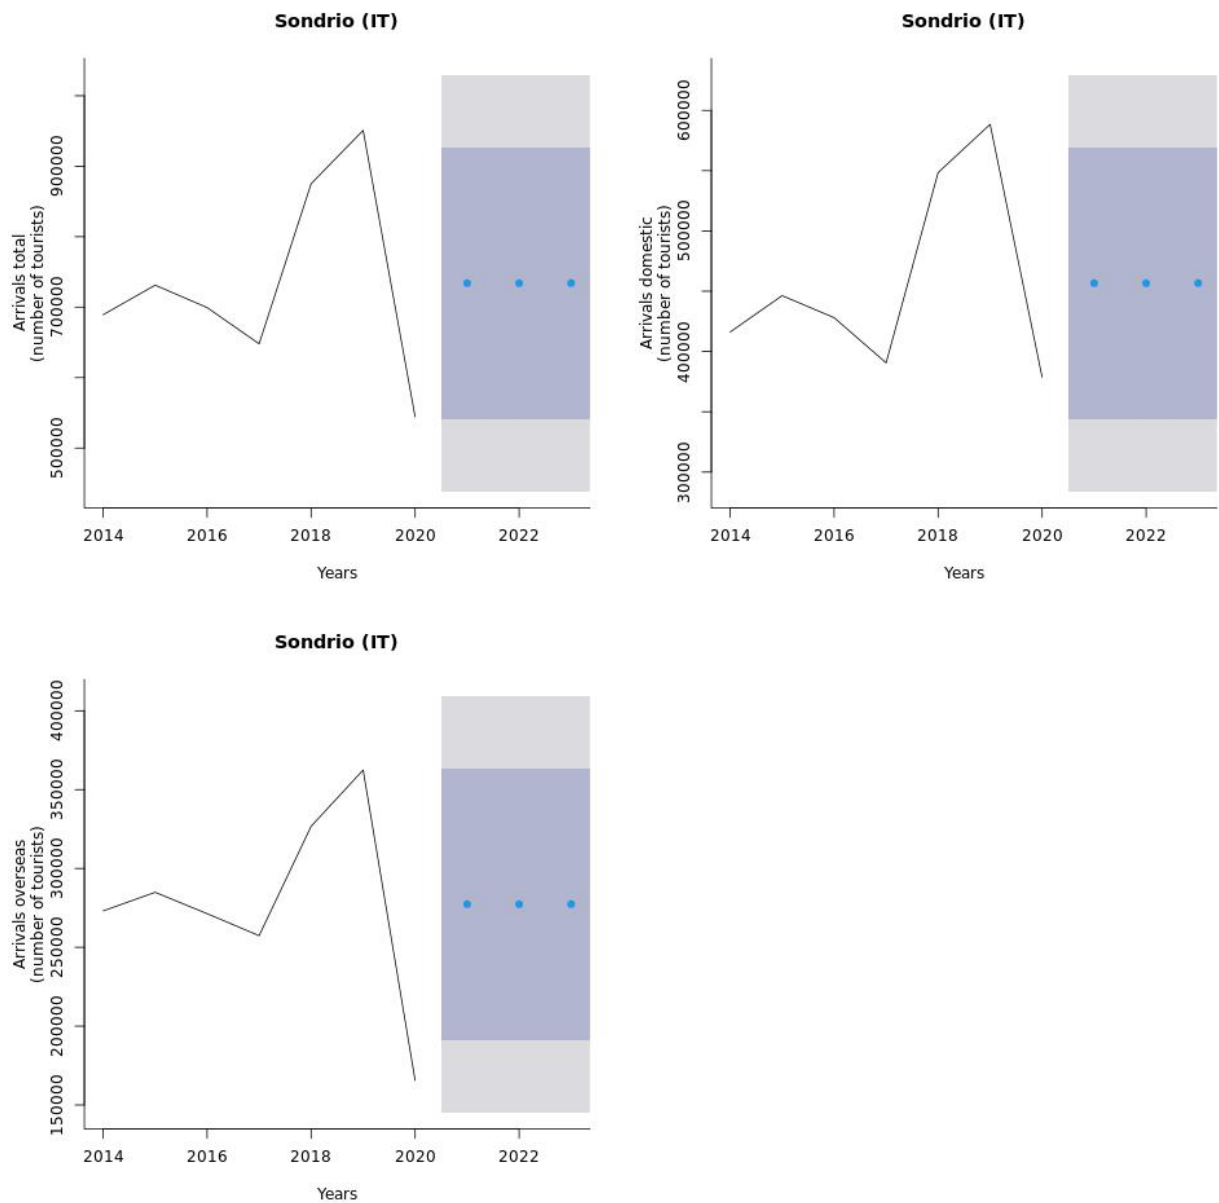 Sondrio (IT)
Arrivals total
(number of tourists)
900000
700000
500000
2014 2016 2018 2020 2022
Years
Sondrio (IT)
Arrivals domestic
(number of tourists)
600000
500000
400000
300000
2014 2016 2018 2020 2022
Years
Sondrio (IT)
Arrivals overseas
(number of tourists)
400000
350000
300000
250000
200000
150000
2014 2016 2018 2020 2022
Years